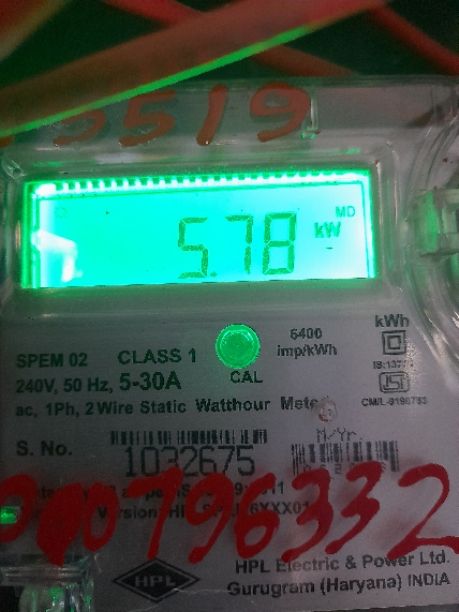 5519
MD
5.78 kW
6400
imp/kWh
kWh
SPEM 02 CLASS 1
240V, 50 Hz, 5-30A
CAL
ac, 1Ph, 2 Wire Static Watthour Meter
CM/L-9190753
S. No.
1032675
M/Yr.
00796332
HPL
HPL Electric & Power Ltd.
Gurugram (Haryana) INDIA